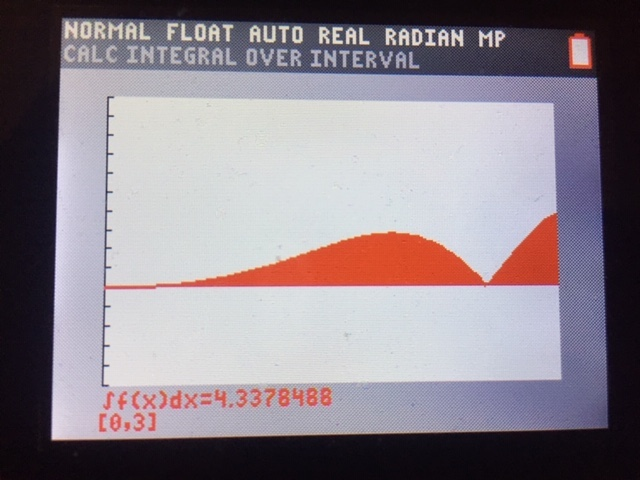 NORMAL FLOAT AUTO REAL RADIAN MP
CALC INTEGRAL OVER INTERVAL
∫f(x)dx=4.3378488
[0,3]